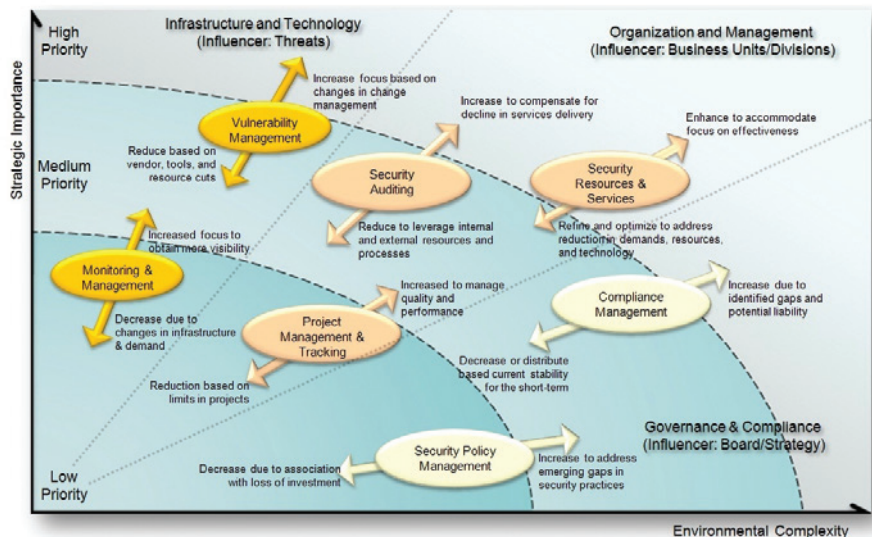 Strategic Importance
High
Priority
Medium
Priority
Low
Priority
Infrastructure and Technology
(Influencer: Threats)
Organization and Management
(Influencer: Business Units/Divisions)
Increase focus based on
changes in change
management
Vulnerability
Management
Reduce based on
vendor, tools, and
resource cuts
Increase to compensate for
decline in services delivery
Security
Auditing
Reduce to leverage internal
and external resources and
processes
Enhance to accommodate
focus on effectiveness
Security
Resources &
Services
Refine and optimize to address
reduction in demands, resources,
and technology
Increased focus to
obtain more visibility
Monitoring &
Management
Decrease due to
changes in infrastructure
& demand
Increased to manage
quality and
performance
Project
Management &
Tracking
Reduction based on
limits in projects
Increase due to
identified gaps and
potential liability
Compliance
Management
Decrease or distribute
based current stability
for the short-term
Governance & Compliance
(Influencer: Board/Strategy)
Security Policy
Management
Decrease due to association
with loss of investment
Increase to address
emerging gaps in
security practices
Environmental Complexity